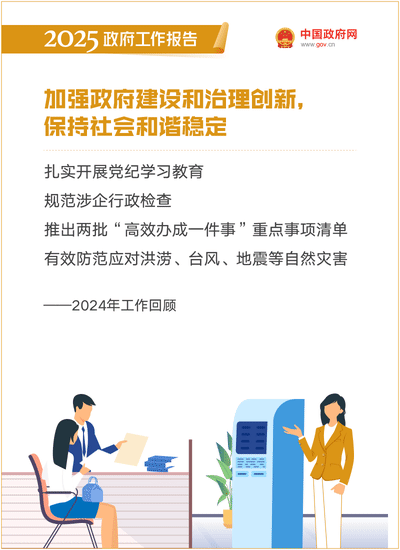 2025 政府工作报告
中国政府网
www.gov.cn
加强政府建设和治理创新，
保持社会和谐稳定
扎实开展党纪学习教育
规范涉企行政检查
推出两批“高效办成一件事”重点事项清单
有效防范应对洪涝、台风、地震等自然灾害
——2024年工作回顾